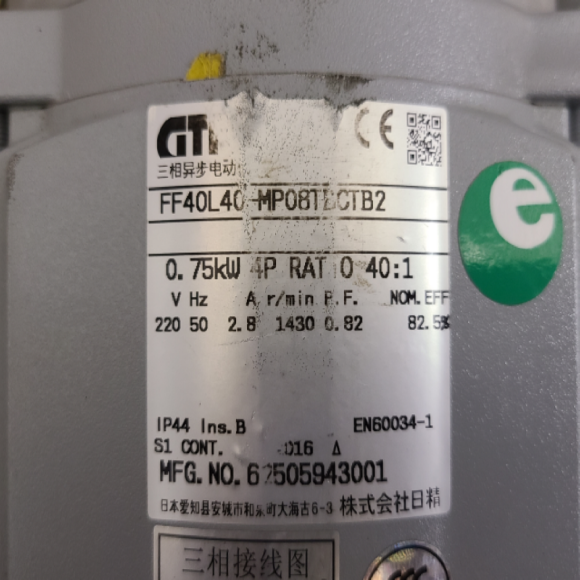 GTR CE
三相异步电动
FF40L40-MP08TBCTB2
0.75kW 4P RATIO 40:1
V Hz A r/min P.F. NOM.EFF
220 50 2.8 1430 0.82 82.5%
IP44 Ins.B EN60034-1
S1 CONT. 016 Δ
MFG.NO. 62505943001
日本爱知县安城市和泉町大海古6-3 株式会社日精
三相接线图
e